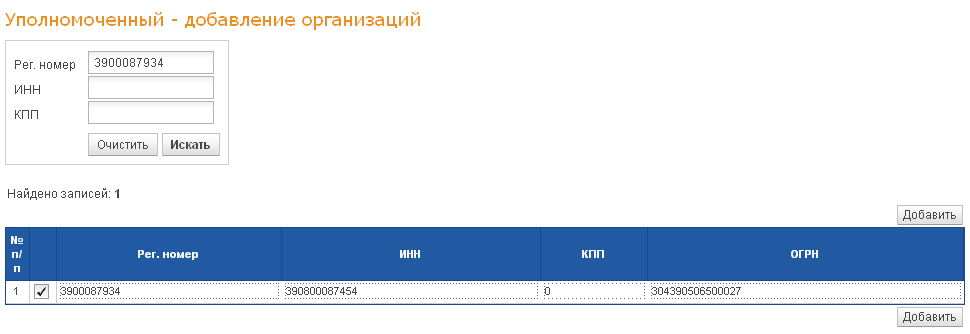 Уполномоченный - добавление организаций
Рег. номер 3900087934
ИНН
КПП
Очистить Искать
Найдено записей: 1
Добавить
№ п/п Рег. номер ИНН КПП ОГРН
1 3900087934 390800087454 0 304390506500027
Добавить